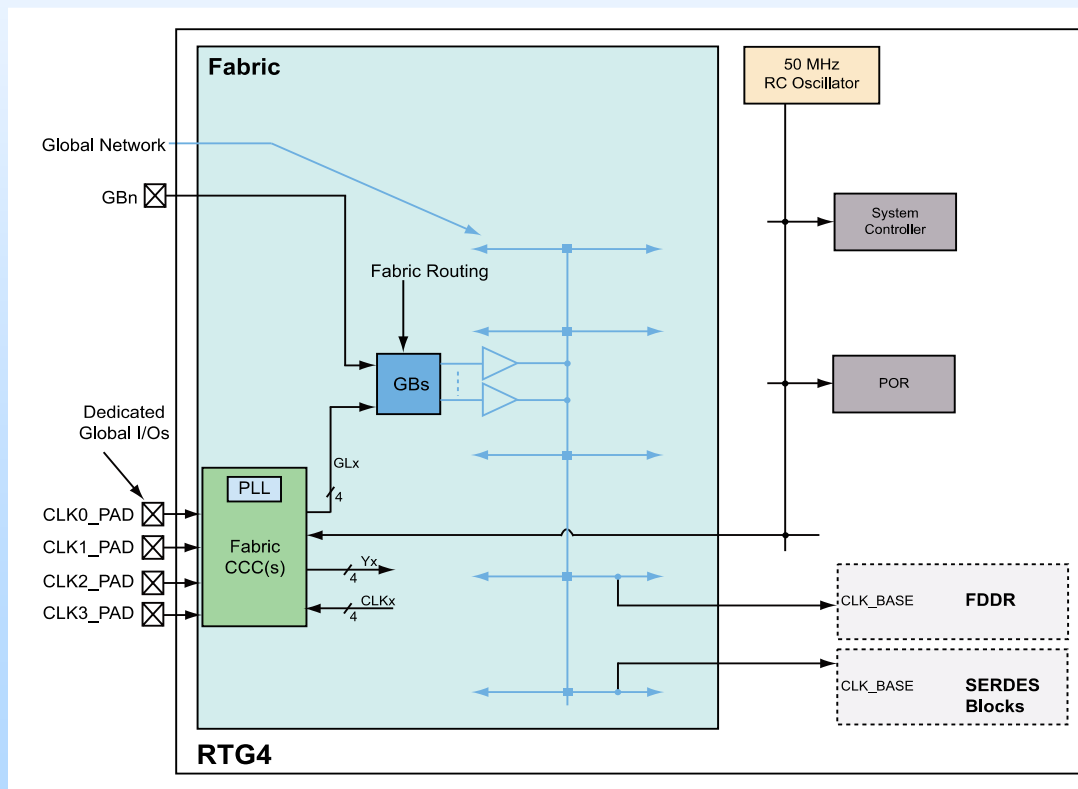 Fabric
50 MHz
RC Oscillator
Global Network
GBn
System
Controller
Fabric Routing
GBs
POR
Dedicated
Global I/Os
GLx
4
PLL
CLK0_PAD
CLK1_PAD
CLK2_PAD
CLK3_PAD
Fabric
CCC(s)
Yx
4
CLKx
4
CLK_BASE
FDDR
CLK_BASE
SERDES
Blocks
RTG4